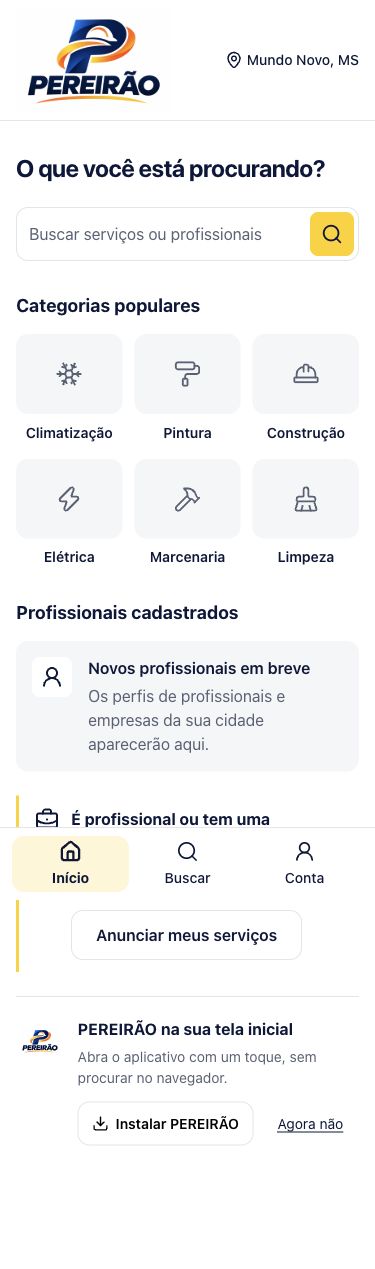 PEREIRÃO
Mundo Novo, MS
O que você está procurando?
Buscar serviços ou profissionais
Categorias populares
Climatização
Pintura
Construção
Elétrica
Marcenaria
Limpeza
Profissionais cadastrados
Novos profissionais em breve
Os perfis de profissionais e
empresas da sua cidade
aparecerão aqui.
É profissional ou tem uma
Início
Buscar
Conta
Anunciar meus serviços
PEREIRÃO
PEREIRÃO na sua tela inicial
Abra o aplicativo com um toque, sem
procurar no navegador.
Instalar PEREIRÃO
Agora não